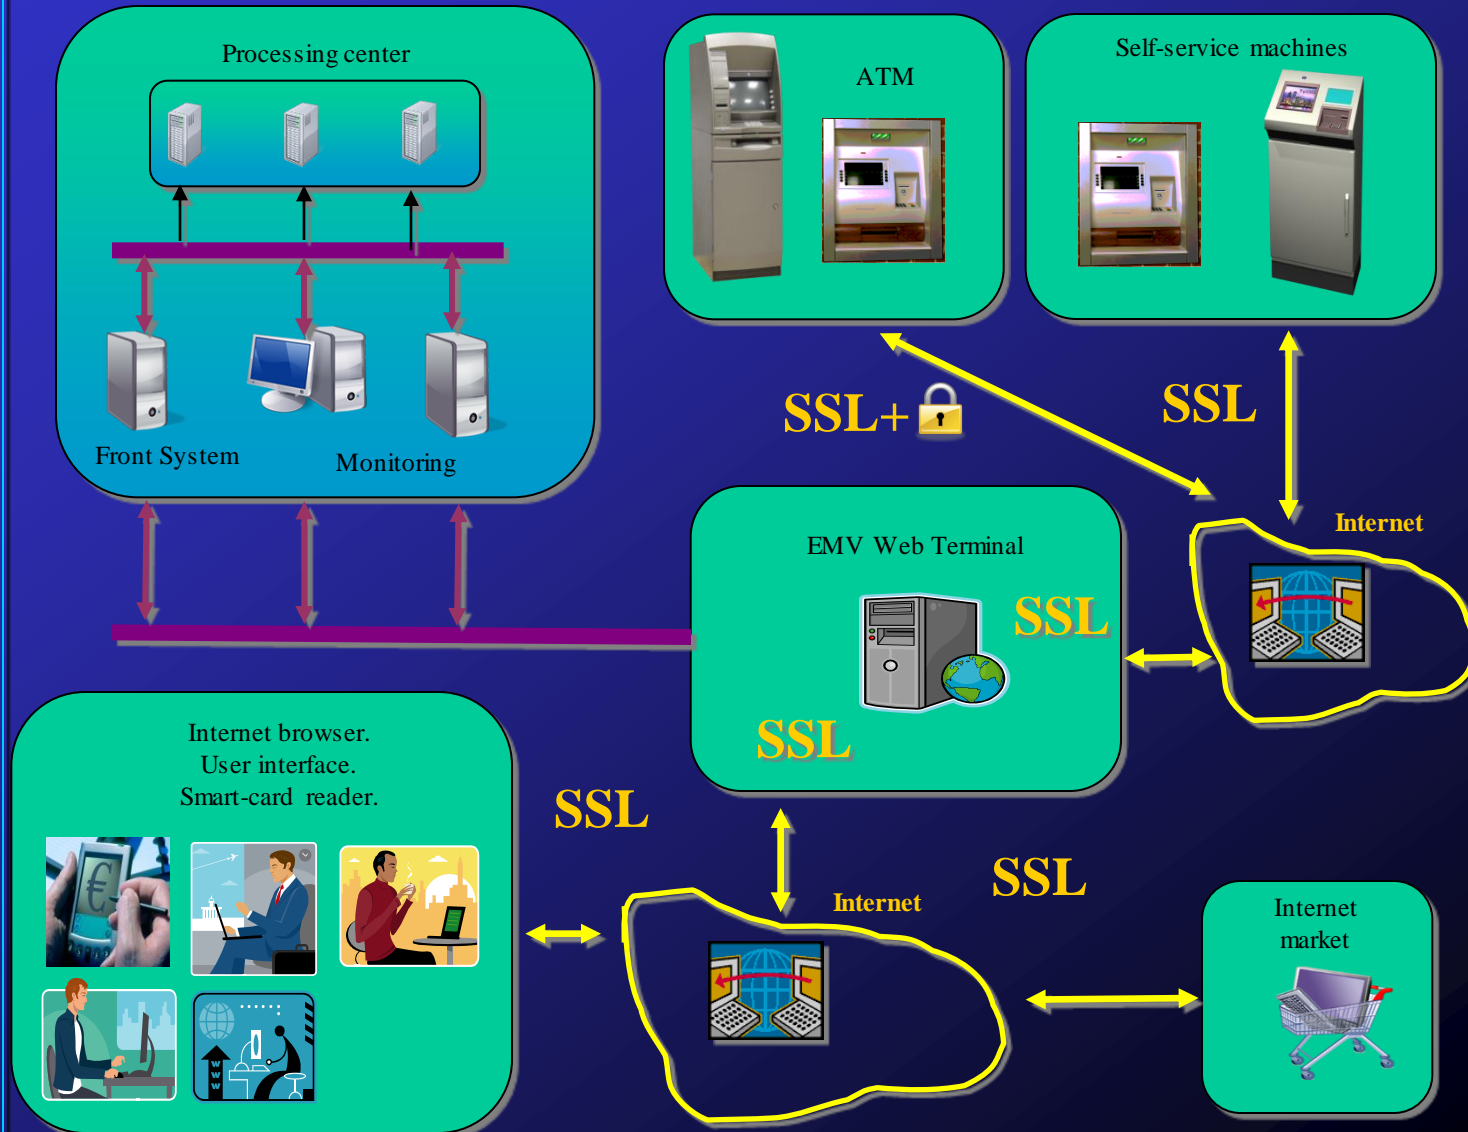 Processing center
ATM
Self-service machines
SSL+
SSL
Front System
Monitoring
Internet
EMV Web Terminal
SSL
SSL
Internet browser.
User interface.
Smart-card reader.
SSL
SSL
Internet
Internet
market
www